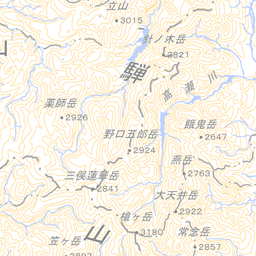 立山
3015
針ノ木岳
2821
山
騨
高瀬川
薬師岳
2926
餓鬼岳
2647
野口五郎岳
2924
燕岳
2763
三俣蓮華岳
2841
大天井岳
2922
山
槍ヶ岳
3180
常念岳
2857
笠ヶ岳
2898